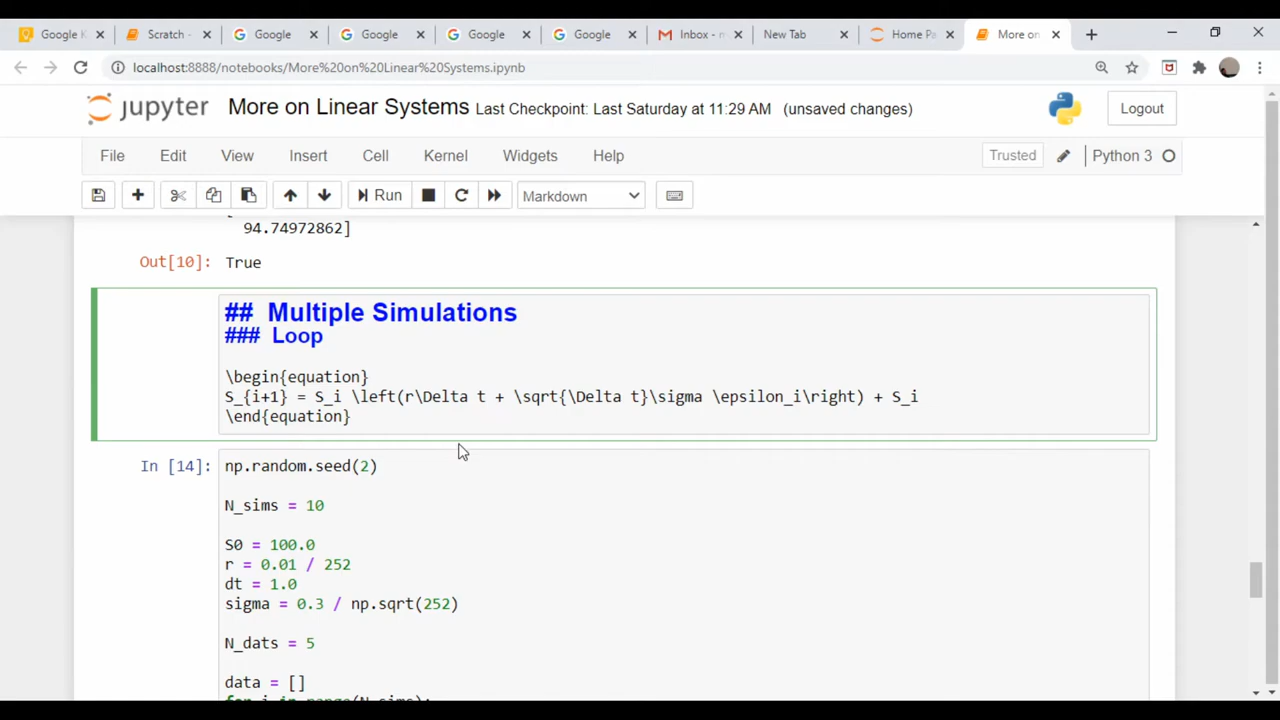 Google K
Scratch -
Google
Google
Google
Google
Inbox - m
New Tab
Home Pa
More on
localhost:8888/notebooks/More%20on%20Linear%20Systems.ipynb
jupyter More on Linear Systems Last Checkpoint: Last Saturday at 11:29 AM (unsaved changes)
Logout
File Edit View Insert Cell Kernel Widgets Help
Trusted
Python 3
Run
Markdown
94.74972862]
Out[10]: True
## Multiple Simulations
### Loop
\begin{equation}
S_{i+1} = S_i \left(r\Delta t + \sqrt{\Delta t}\sigma \epsilon_i\right) + S_i
\end{equation}
In [14]: np.random.seed(2)
N_sims = 10
S0 = 100.0
r = 0.01 / 252
dt = 1.0
sigma = 0.3 / np.sqrt(252)
N_dats = 5
data = []
for i in range(N_sims):